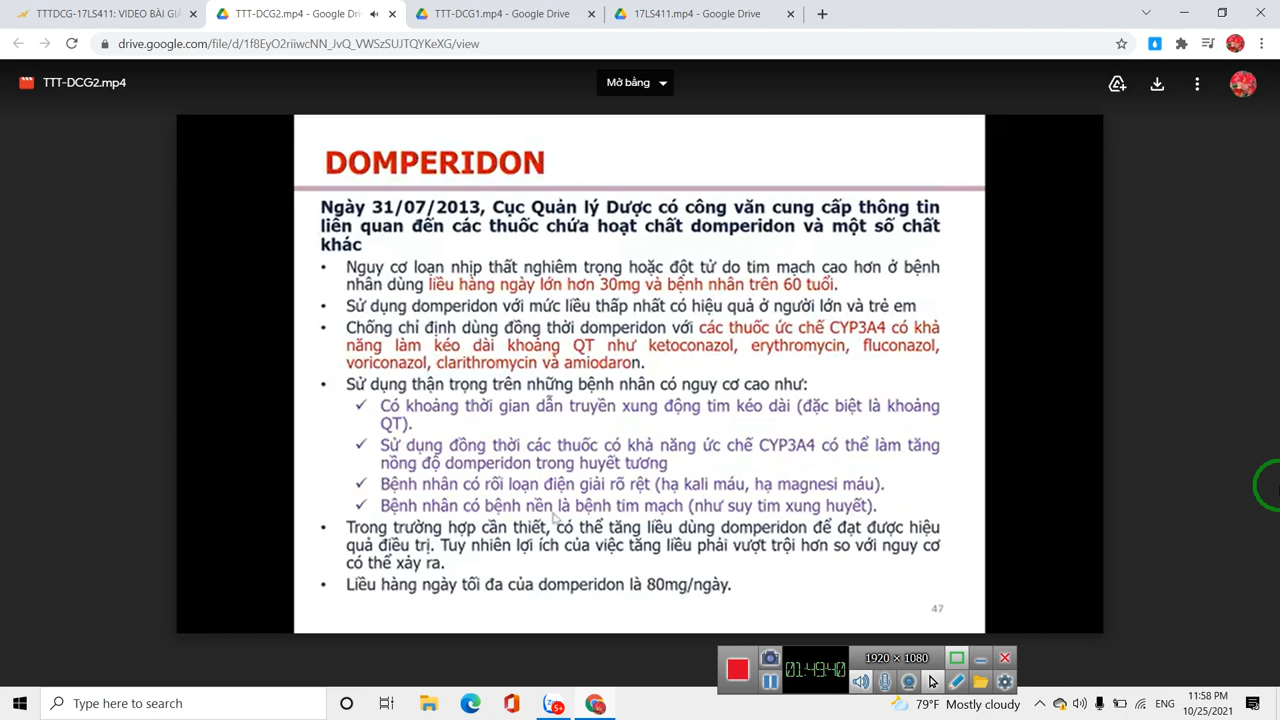 TTTDCG-17LS411: VIDEO BÀI GIẢ
TTT-DCG2.mp4 - Google Drive
TTT-DCG1.mp4 - Google Drive
17LS411.mp4 - Google Drive
drive.google.com/file/d/1f8EyO2riiwcNN_JvQ_VWSzSUJTQYKeXG/view
TTT-DCG2.mp4
Mở bằng
DOMPERIDON
Ngày 31/07/2013, Cục Quản lý Dược có công văn cung cấp thông tin
liên quan đến các thuốc chứa hoạt chất domperidon và một số chất
khác
• Nguy cơ loạn nhịp thất nghiêm trọng hoặc đột tử do tim mạch cao hơn ở bệnh
nhân dùng liều hàng ngày lớn hơn 30mg và bệnh nhân trên 60 tuổi.
• Sử dụng domperidon với mức liều thấp nhất có hiệu quả ở người lớn và trẻ em
• Chống chỉ định dùng đồng thời domperidon với các thuốc ức chế CYP3A4 có khả
năng làm kéo dài khoảng QT như ketoconazol, erythromycin, fluconazol,
voriconazol, clarithromycin và amiodaron.
• Sử dụng thận trọng trên những bệnh nhân có nguy cơ cao như:
✓ Có khoảng thời gian dẫn truyền xung động tim kéo dài (đặc biệt là khoảng
QT).
✓ Sử dụng đồng thời các thuốc có khả năng ức chế CYP3A4 có thể làm tăng
nồng độ domperidon trong huyết tương
✓ Bệnh nhân có rối loạn điện giải rõ rệt (hạ kali máu, hạ magnesi máu).
✓ Bệnh nhân có bệnh nền là bệnh tim mạch (như suy tim xung huyết).
• Trong trường hợp cần thiết, có thể tăng liều dùng domperidon để đạt được hiệu
quả điều trị. Tuy nhiên lợi ích của việc tăng liều phải vượt trội hơn so với nguy cơ
có thể xảy ra.
• Liều hàng ngày tối đa của domperidon là 80mg/ngày.
47
1920 × 1080
01:49:40
Type here to search
5+
79°F Mostly cloudy
ENG
11:58 PM
10/25/2021